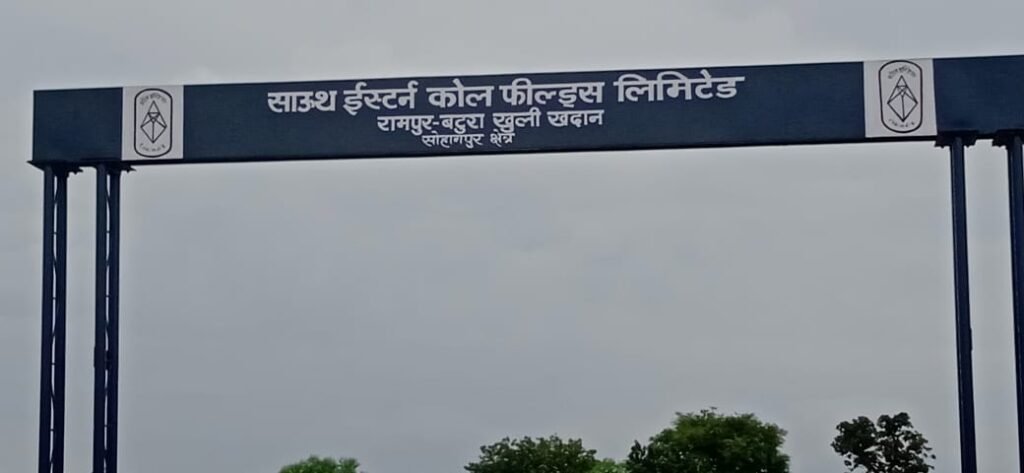 साऊथ ईस्टर्न कोल फील्ड्स लिमिटेड
रामपुर-बटुरा खुली खदान
सोहागपुर क्षेत्र